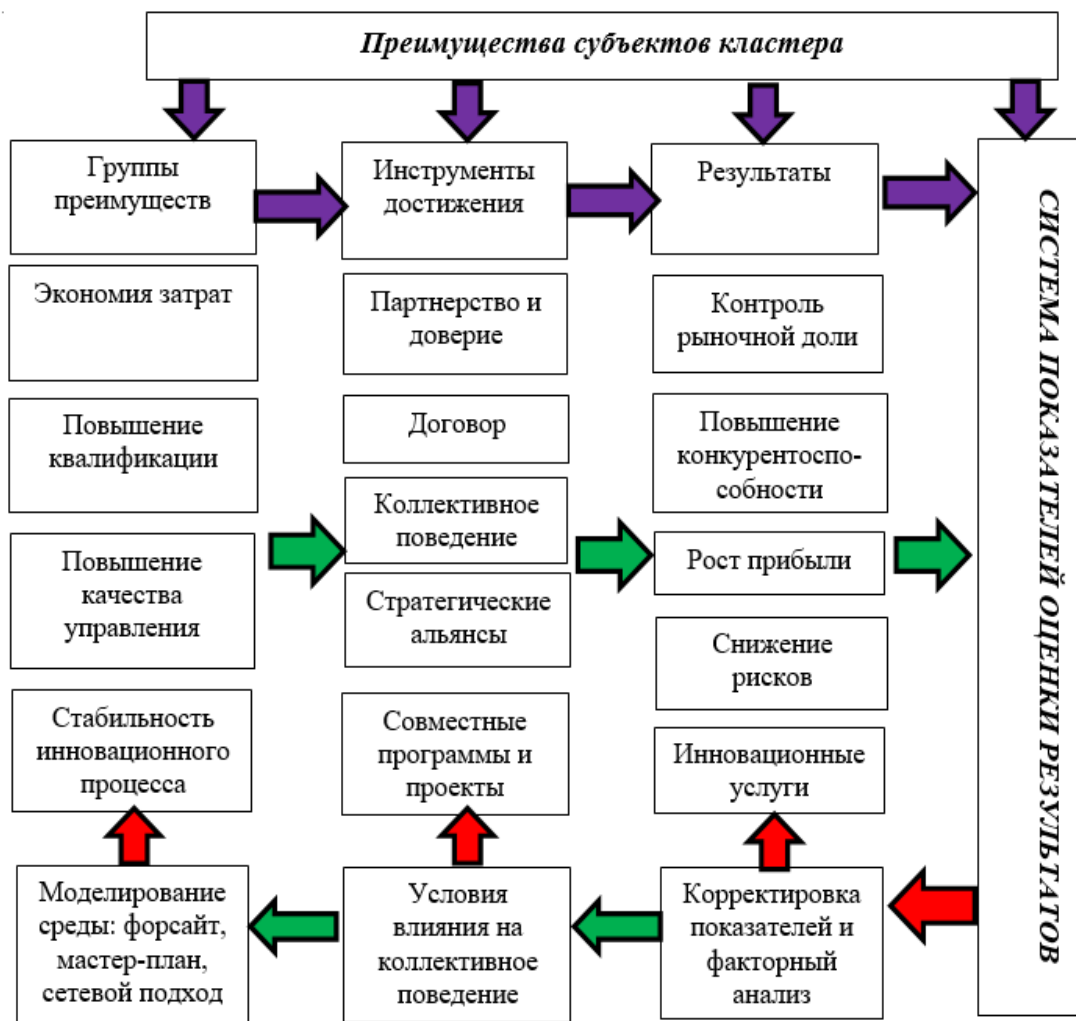 Преимущества субъектов кластера
Группы
преимуществ
Инструменты
достижения
Результаты
Экономия затрат
Партнерство и
доверие
Контроль
рыночной доли
Повышение
квалификации
Договор
Повышение
конкурентоспо-
собности
Коллективное
поведение
Рост прибыли
Повышение
качества
управления
Стратегические
альянсы
Снижение
рисков
Стабильность
инновационного
процесса
Совместные
программы и
проекты
Инновационные
услуги
Моделирование
среды: форсайт,
мастер-план,
сетевой подход
Условия
влияния на
коллективное
поведение
Корректировка
показателей и
факторный
анализ
СИСТЕМА ПОКАЗАТЕЛЕЙ ОЦЕНКИ РЕЗУЛЬТАТОВ